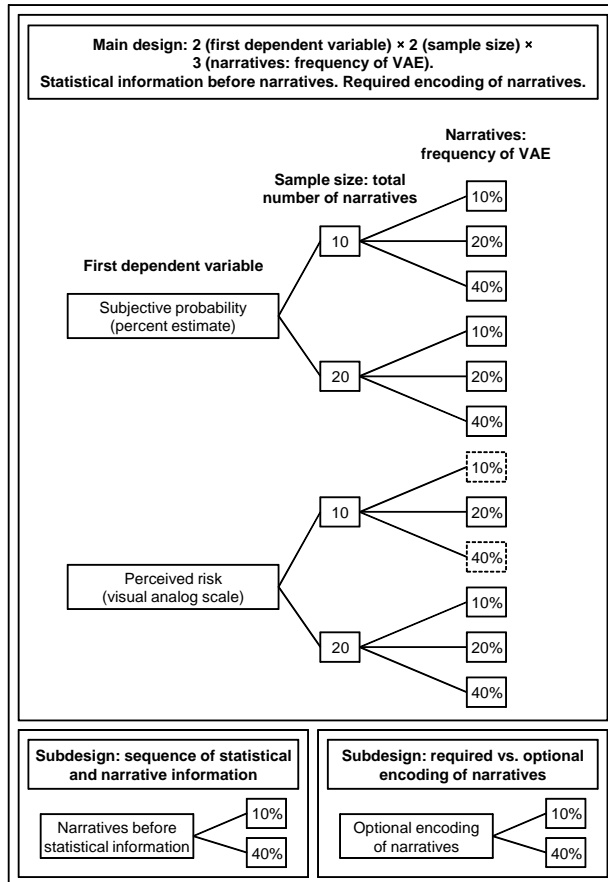 Main design: 2 (first dependent variable) × 2 (sample size) ×
3 (narratives: frequency of VAE).
Statistical information before narratives. Required encoding of narratives.
Narratives:
frequency of VAE
Sample size: total
number of narratives
First dependent variable
Subjective probability
(percent estimate)
10
10%
20%
40%
20
10%
20%
40%
Perceived risk
(visual analog scale)
10
10%
20%
40%
20
10%
20%
40%
Subdesign: sequence of statistical
and narrative information
Narratives before
statistical information
10%
40%
Subdesign: required vs. optional
encoding of narratives
Optional encoding
of narratives
10%
40%